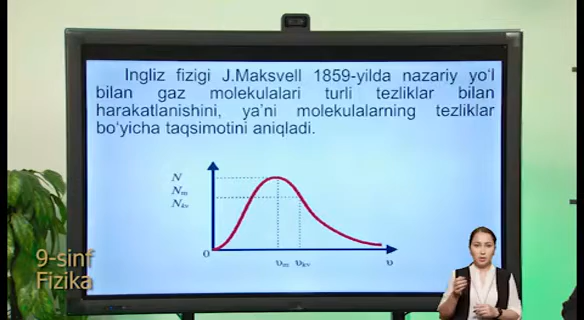 Ingliz fizigi J.Maksvell 1859-yilda nazariy yo‘l
bilan gaz molekulalari turli tezliklar bilan
harakatlanishini, ya’ni molekulalarning tezliklar
bo‘yicha taqsimotini aniqladi.
N
Nm
Nkv
0
υm υkv υ
9-sinf
Fizika